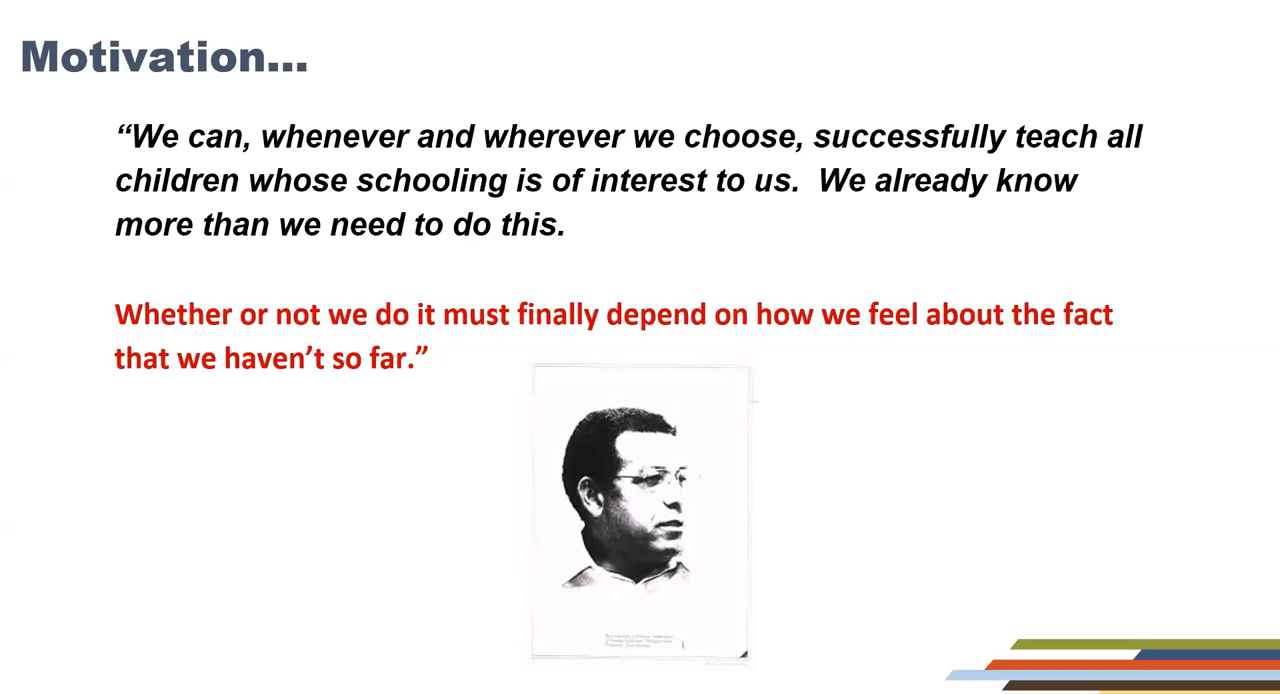 Motivation...
“We can, whenever and wherever we choose, successfully teach all
children whose schooling is of interest to us.  We already know
more than we need to do this.
Whether or not we do it must finally depend on how we feel about the fact
that we haven’t so far.”